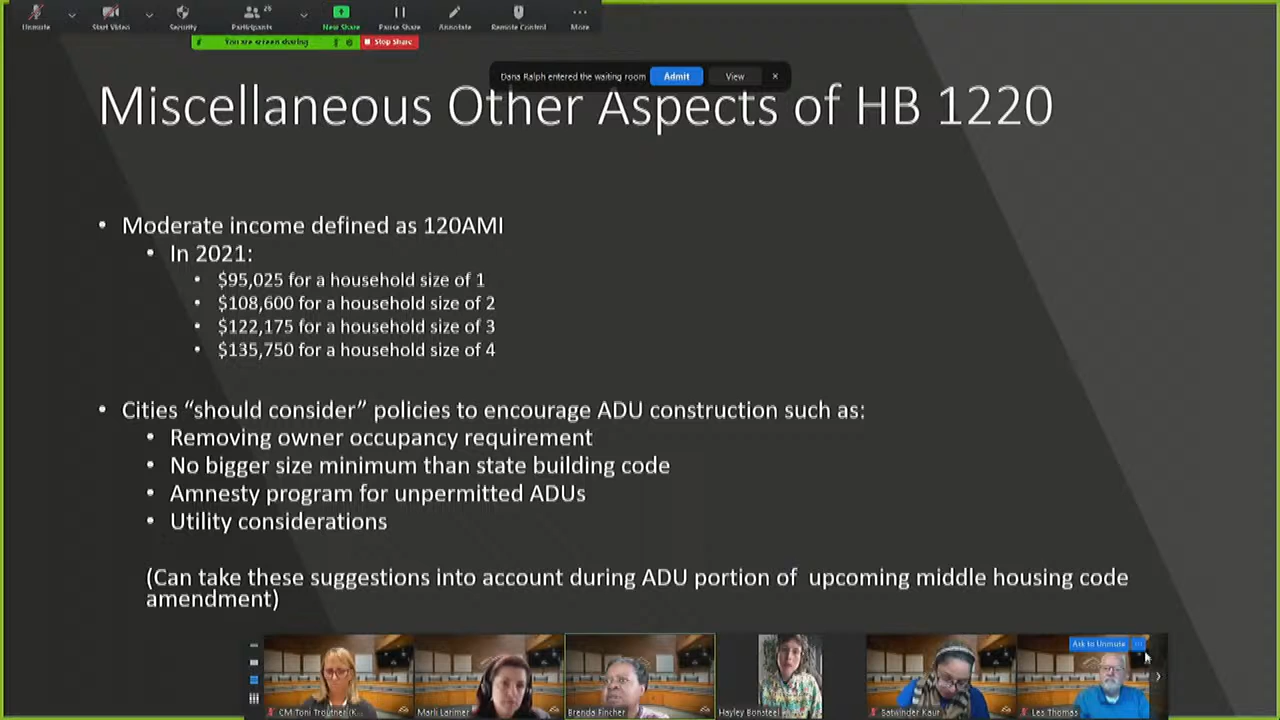 Unmute
Start Video
Security
Participants
26
New Share
Pause Share
Annotate
Remote Control
More
You are screen sharing
Stop Share
Dana Ralph entered the waiting room
Admit
View
Miscellaneous Other Aspects of HB 1220
• Moderate income defined as 120AMI
• In 2021:
• $95,025 for a household size of 1
• $108,600 for a household size of 2
• $122,175 for a household size of 3
• $135,750 for a household size of 4
• Cities “should consider” policies to encourage ADU construction such as:
• Removing owner occupancy requirement
• No bigger size minimum than state building code
• Amnesty program for unpermitted ADUs
• Utility considerations
(Can take these suggestions into account during ADU portion of upcoming middle housing code
amendment)
Ask to Unmute
CM Toni Troutner (K...
Marli Larimer
Brenda Fincher
Hayley Bonsteel
Satwinder Kaur
Les Thomas